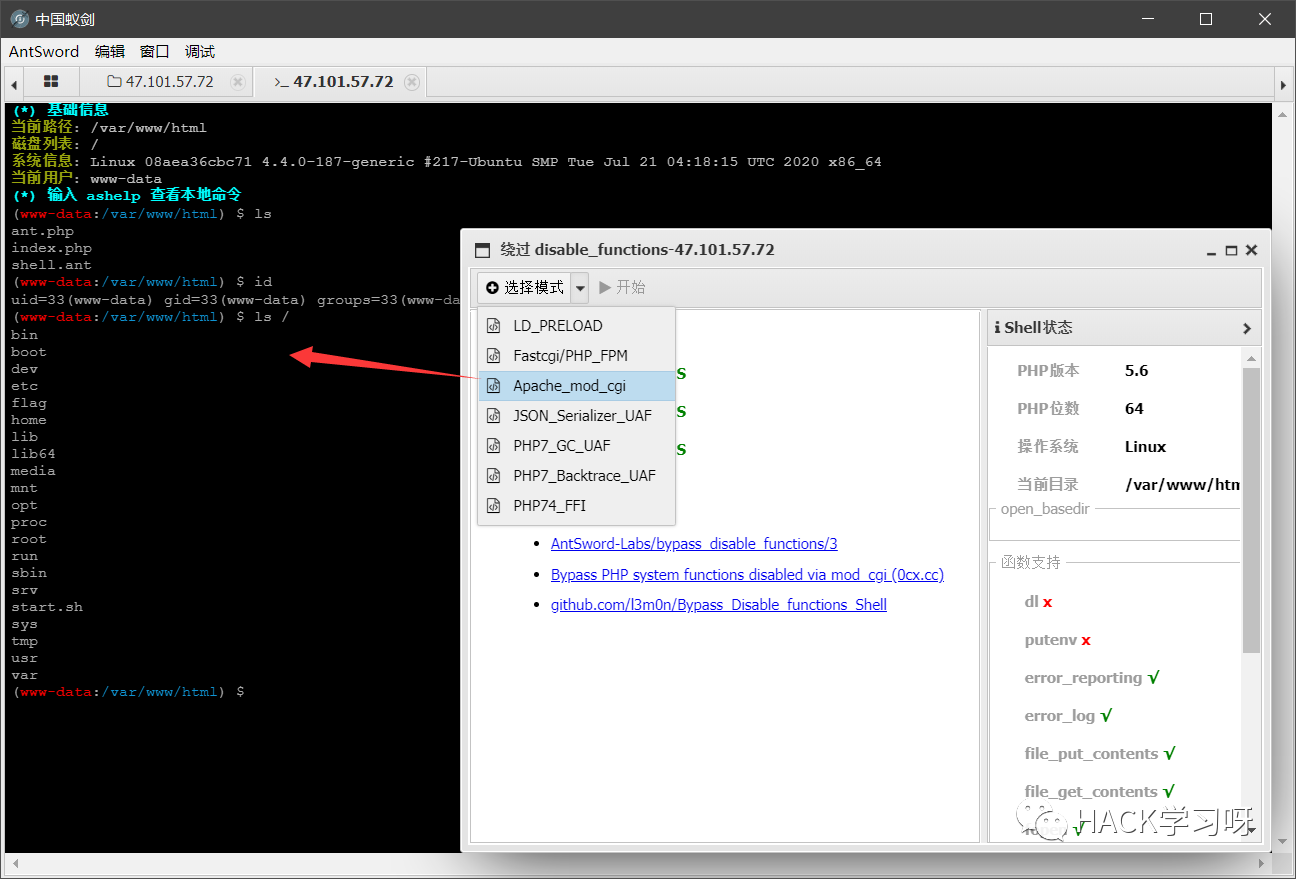 中国蚁剑
AntSword 编辑 窗口 调试
47.101.57.72
>_ 47.101.57.72
(*) 基础信息
当前路径: /var/www/html
磁盘列表: /
系统信息: Linux 08aea36cbc71 4.4.0-187-generic #217-Ubuntu SMP Tue Jul 21 04:18:15 UTC 2020 x86_64
当前用户: www-data
(*) 输入 ashelp 查看本地命令
(www-data:/var/www/html) $ ls
ant.php
index.php
shell.ant
(www-data:/var/www/html) $ id
uid=33(www-data) gid=33(www-data) groups=33(www-da
(www-data:/var/www/html) $ ls /
bin
boot
dev
etc
flag
home
lib
lib64
media
mnt
opt
proc
root
run
sbin
srv
start.sh
sys
tmp
usr
var
(www-data:/var/www/html) $
绕过 disable_functions-47.101.57.72
选择模式 开始
LD_PRELOAD
Fastcgi/PHP_FPM
Apache_mod_cgi
JSON_Serializer_UAF
PHP7_GC_UAF
PHP7_Backtrace_UAF
PHP74_FFI
s
s
s
AntSword-Labs/bypass_disable_functions/3
Bypass PHP system functions disabled via mod_cgi (0cx.cc)
github.com/l3m0n/Bypass_Disable_functions_Shell
Shell状态
PHP版本 5.6
PHP位数 64
操作系统 Linux
当前目录 /var/www/htm
open_basedir
函数支持
dl x
putenv x
error_reporting √
error_log √
file_put_contents √
file_get_contents √
√
HACK学习呀